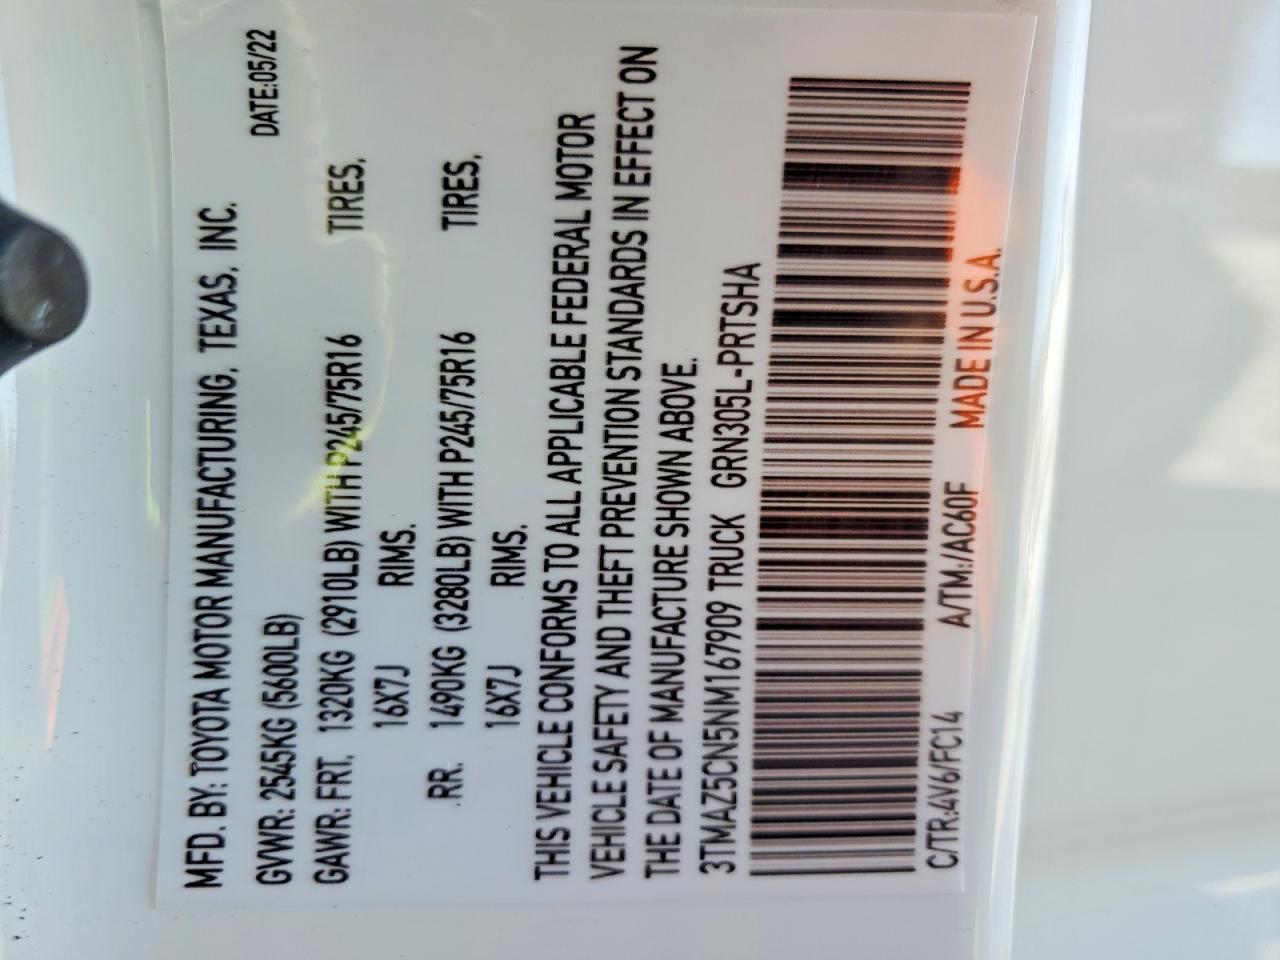 MFD. BY: TOYOTA MOTOR MANUFACTURING, TEXAS, INC.
GVWR: 2545KG (5600LB) DATE:05/22
GAWR: FRT. 1320KG (2910LB) WITH P245/75R16 TIRES,
16X7J RIMS.
RR. 1490KG (3280LB) WITH P245/75R16 TIRES,
16X7J RIMS.
THIS VEHICLE CONFORMS TO ALL APPLICABLE FEDERAL MOTOR
VEHICLE SAFETY AND THEFT PREVENTION STANDARDS IN EFFECT ON
THE DATE OF MANUFACTURE SHOWN ABOVE.
3TMAZ5CN5NM167909 TRUCK GRN305L-PRTSHA
C/TR:4V6/FC14 A/TM:/AC60F MADE IN U.S.A.